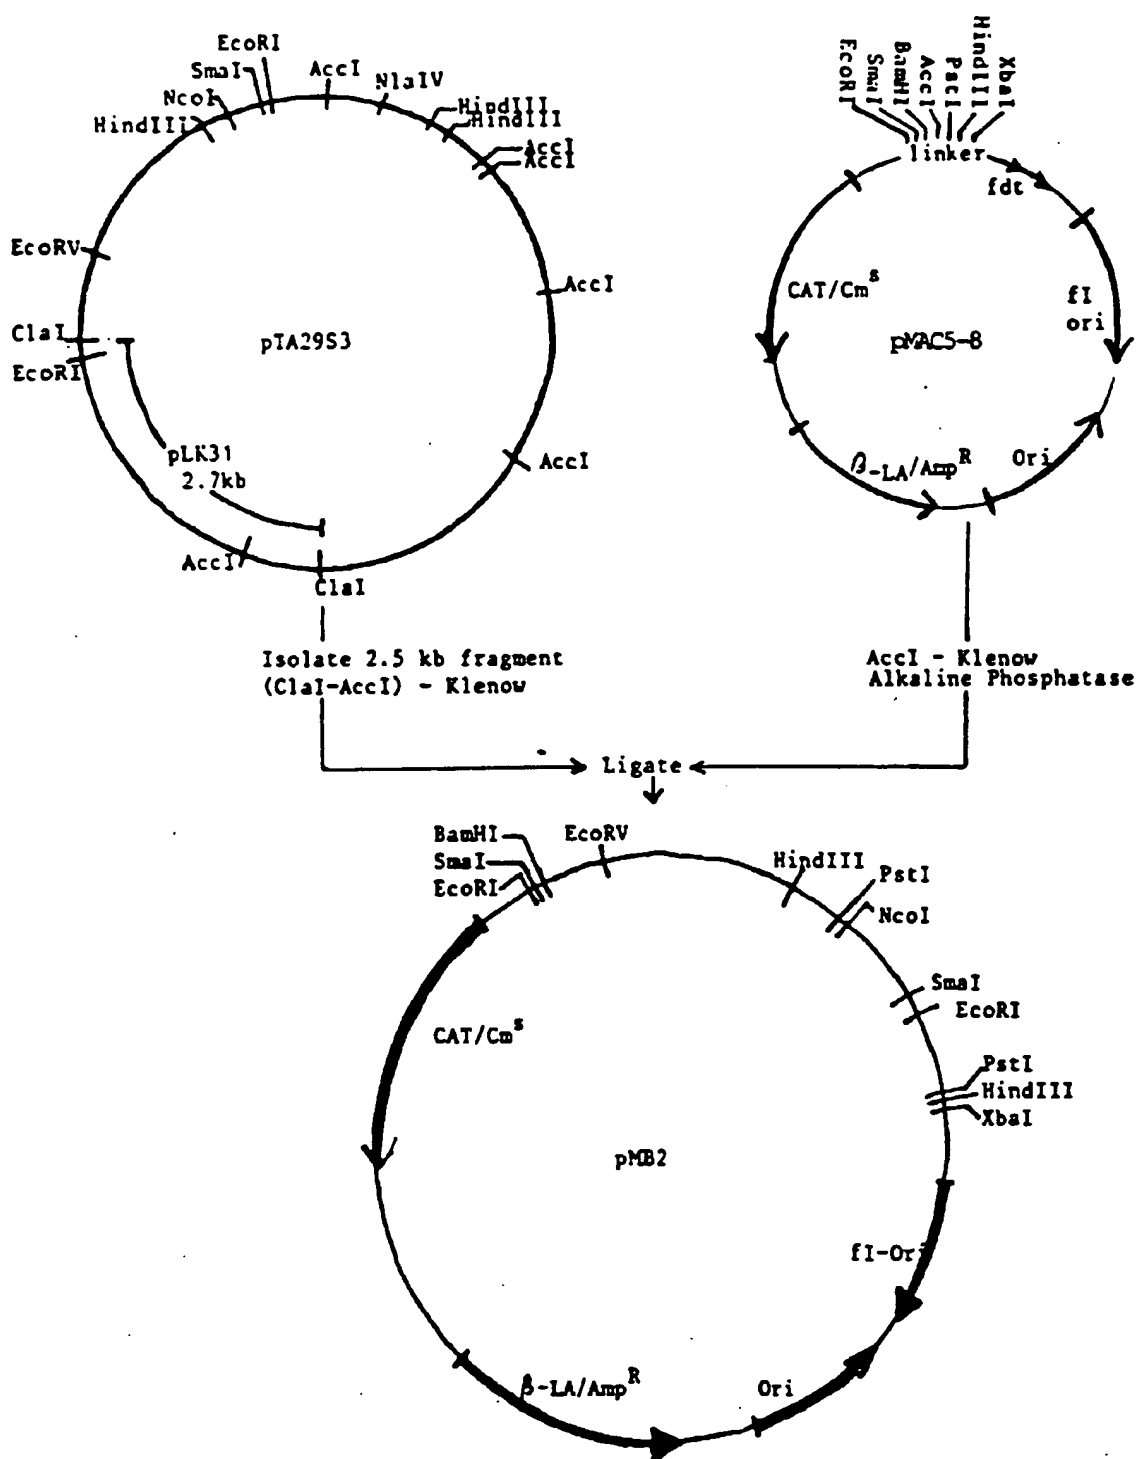 EcoRI
SmaI
AccI
NlaIV
NcoI
HindIII
HindIII
HindIII
AccI
AccI
EcoRV
AccI
ClaI
pTA29S3
EcoRI
pLK31
2.7kb
AccI
AccI
ClaI
EcoRI
SmaI
BamHI
AccI
PstI
HindIII
XbaI
linker
fdt
CAT/Cm^s
fI
ori
pMAC5-8
β-LA/Amp^R
Ori
Isolate 2.5 kb fragment
(ClaI-AccI) - Klenow
AccI - Klenow
Alkaline Phosphatase
Ligate
BamHI
EcoRV
SmaI
HindIII
EcoRI
PstI
NcoI
SmaI
EcoRI
CAT/Cm^s
PstI
HindIII
XbaI
pMB2
fI-Ori
β-LA/Amp^R
Ori